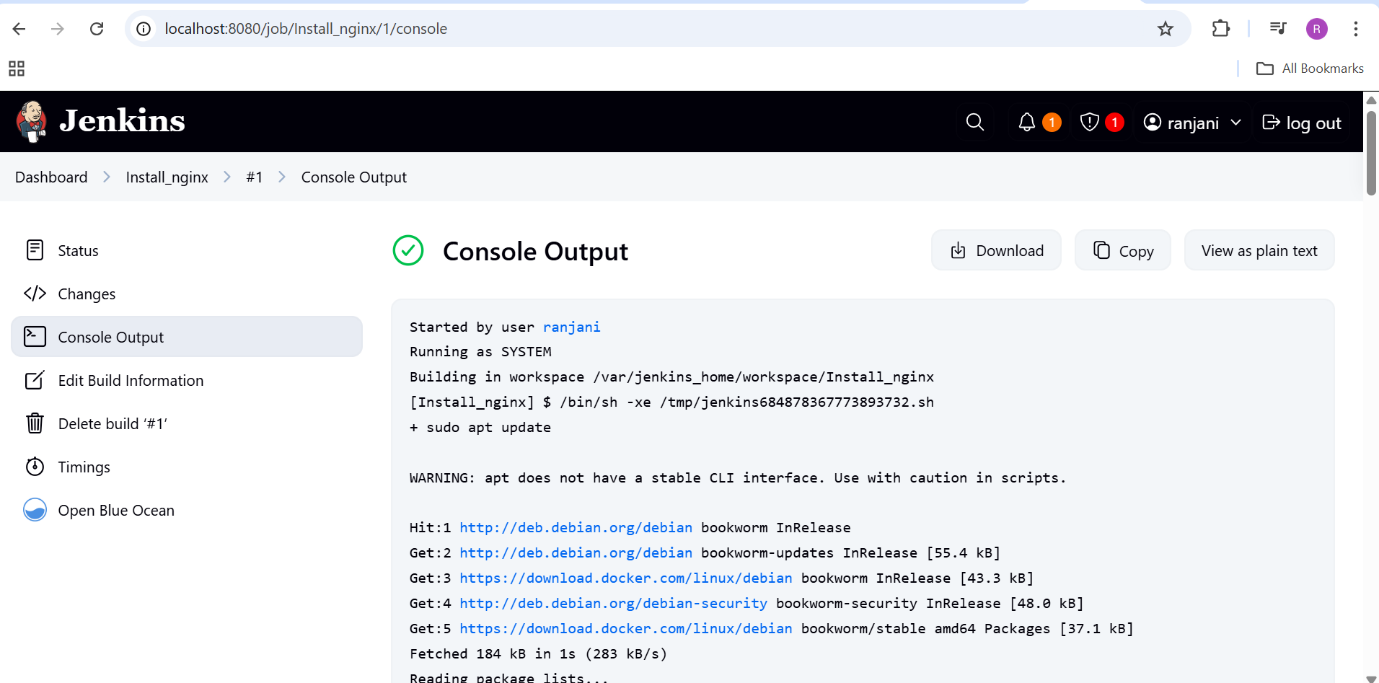 localhost:8080/job/Install_nginx/1/console
R
All Bookmarks
Jenkins
1
1
ranjani
log out
Dashboard
Install_nginx
#1
Console Output
Status
Changes
Console Output
Edit Build Information
Delete build ‘#1’
Timings
Open Blue Ocean
Console Output
Download
Copy
View as plain text
Started by user ranjani
Running as SYSTEM
Building in workspace /var/jenkins_home/workspace/Install_nginx
[Install_nginx] $ /bin/sh -xe /tmp/jenkins684878367773893732.sh
+ sudo apt update
WARNING: apt does not have a stable CLI interface. Use with caution in scripts.
Hit:1 http://deb.debian.org/debian bookworm InRelease
Get:2 http://deb.debian.org/debian bookworm-updates InRelease [55.4 kB]
Get:3 https://download.docker.com/linux/debian bookworm InRelease [43.3 kB]
Get:4 http://deb.debian.org/debian-security bookworm-security InRelease [48.0 kB]
Get:5 https://download.docker.com/linux/debian bookworm/stable amd64 Packages [37.1 kB]
Fetched 184 kB in 1s (283 kB/s)
Reading package lists...